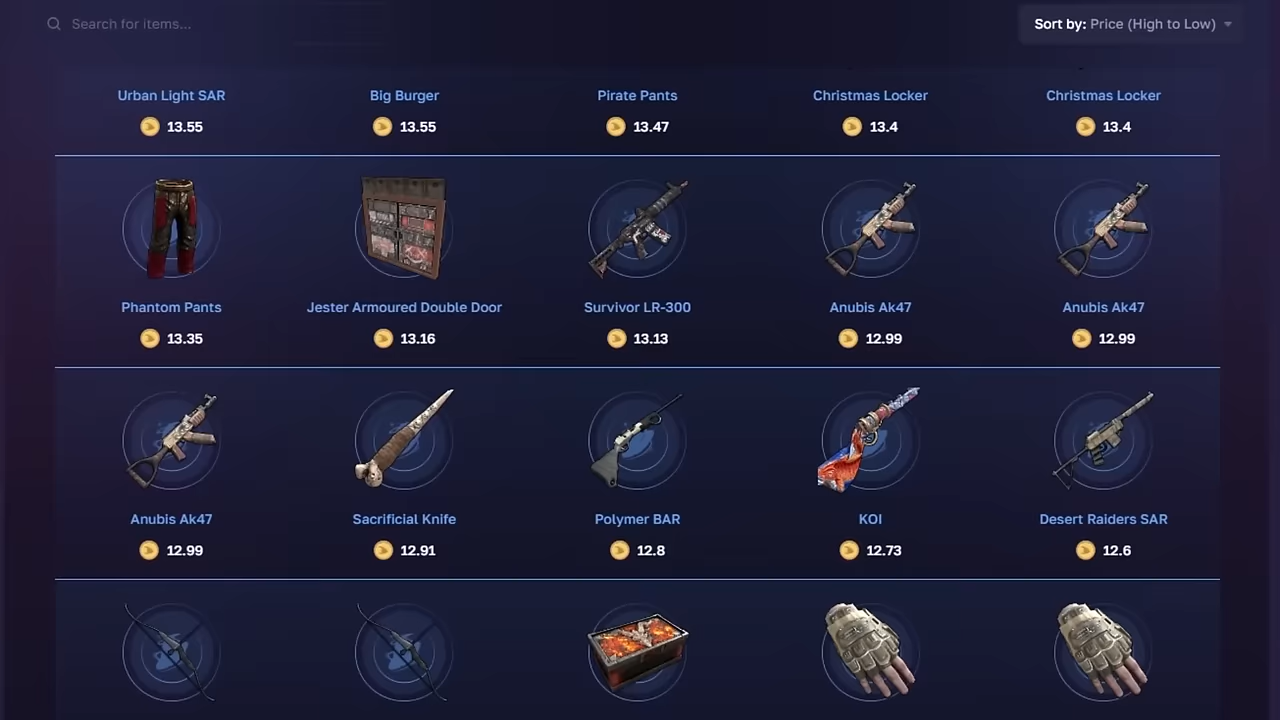 Search for items...
Sort by: Price (High to Low)
Urban Light SAR
Big Burger
Pirate Pants
Christmas Locker
Christmas Locker
13.55
13.55
13.47
13.4
13.4
Phantom Pants
Jester Armoured Double Door
Survivor LR-300
Anubis Ak47
Anubis Ak47
13.35
13.16
13.13
12.99
12.99
Anubis Ak47
Sacrificial Knife
Polymer BAR
KOI
Desert Raiders SAR
12.99
12.91
12.8
12.73
12.6